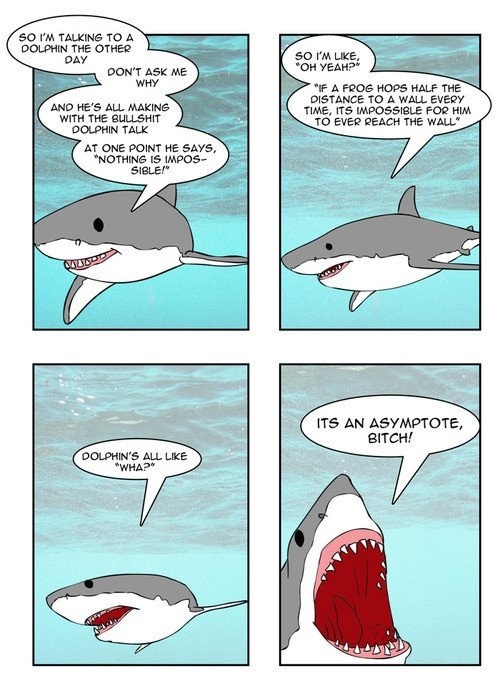 SO I'M TALKING TO A
DOLPHIN THE OTHER
DAY
DON'T ASK ME
WHY
AND HE'S ALL MAKING
WITH THE BULLSHIT
DOLPHIN TALK
AT ONE POINT HE SAYS,
"NOTHING IS IMPOS-
SIBLE!"
SO I'M LIKE,
"OH YEAH?"
"IF A FROG HOPS HALF THE
DISTANCE TO A WALL EVERY
TIME, ITS IMPOSSIBLE FOR HIM
TO EVER REACH THE WALL"
DOLPHIN'S ALL LIKE
"WHA?"
ITS AN ASYMPTOTE,
BITCH!